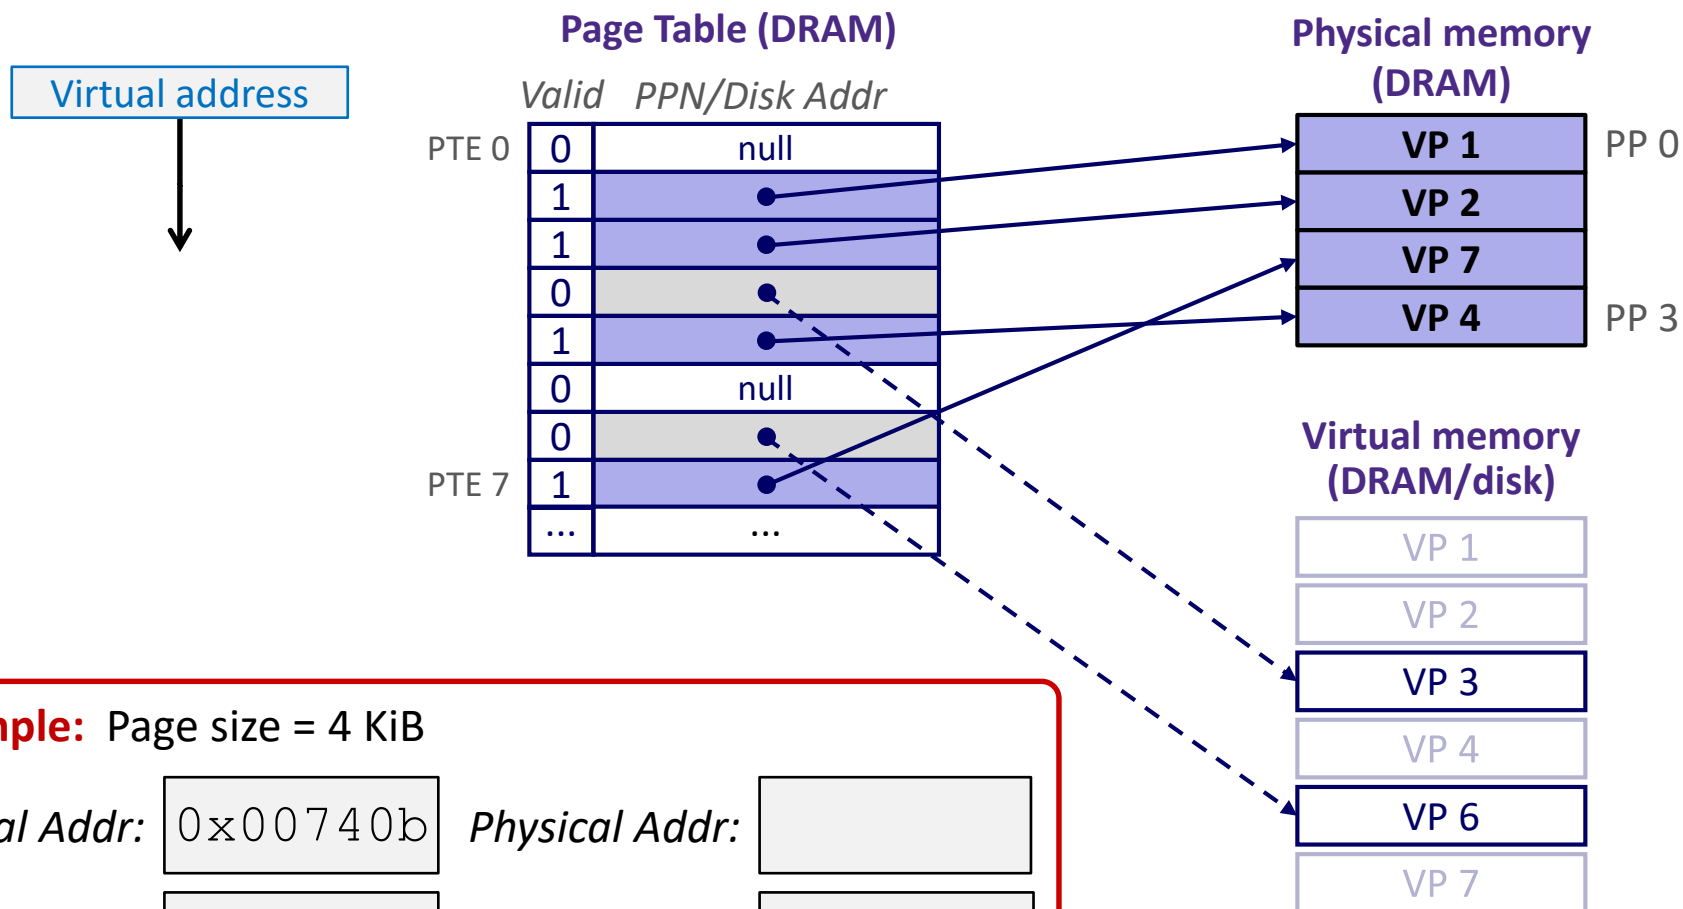 Page Table (DRAM)
Physical memory
(DRAM)
Virtual address
Valid PPN/Disk Addr
PTE 0 0 null
1
1
0
1
0 null
0
PTE 7 1
... ...
VP 1 PP 0
VP 2
VP 7
VP 4 PP 3
Virtual memory
(DRAM/disk)
VP 1
VP 2
VP 3
VP 4
VP 6
VP 7
mple: Page size = 4 KiB
al Addr: 0x00740b Physical Addr: